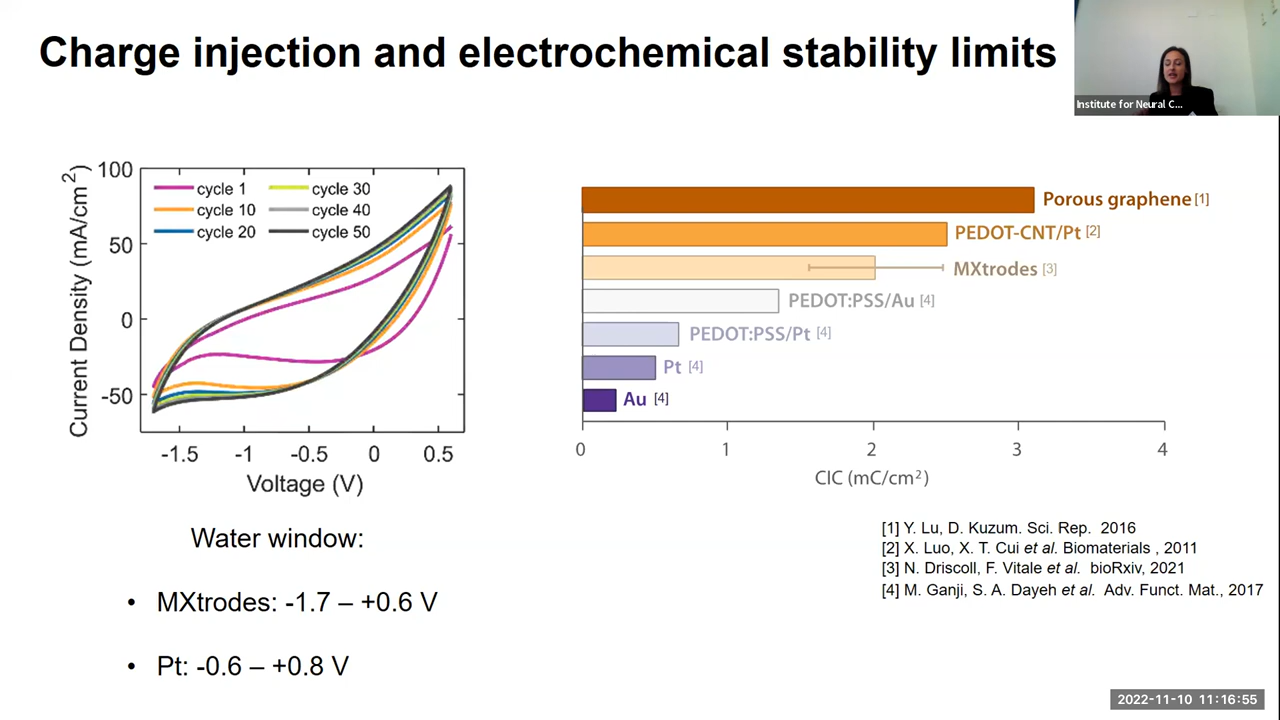 Charge injection and electrochemical stability limits
Institute for Neural C...
100
50
0
-50
Current Density (mA/cm²)
cycle 1
cycle 30
cycle 10
cycle 40
cycle 20
cycle 50
-1.5 -1 -0.5 0 0.5
Voltage (V)
Porous graphene [1]
PEDOT-CNT/Pt [2]
MXtrodes [3]
PEDOT:PSS/Au [4]
PEDOT:PSS/Pt [4]
Pt [4]
Au [4]
0 1 2 3 4
CIC (mC/cm²)
Water window:
• MXtrodes: -1.7 – +0.6 V
• Pt: -0.6 – +0.8 V
[1] Y. Lu, D. Kuzum. Sci. Rep. 2016
[2] X. Luo, X. T. Cui et al. Biomaterials , 2011
[3] N. Driscoll, F. Vitale et al. bioRxiv, 2021
[4] M. Ganji, S. A. Dayeh et al. Adv. Funct. Mat., 2017
2022-11-10 11:16:55